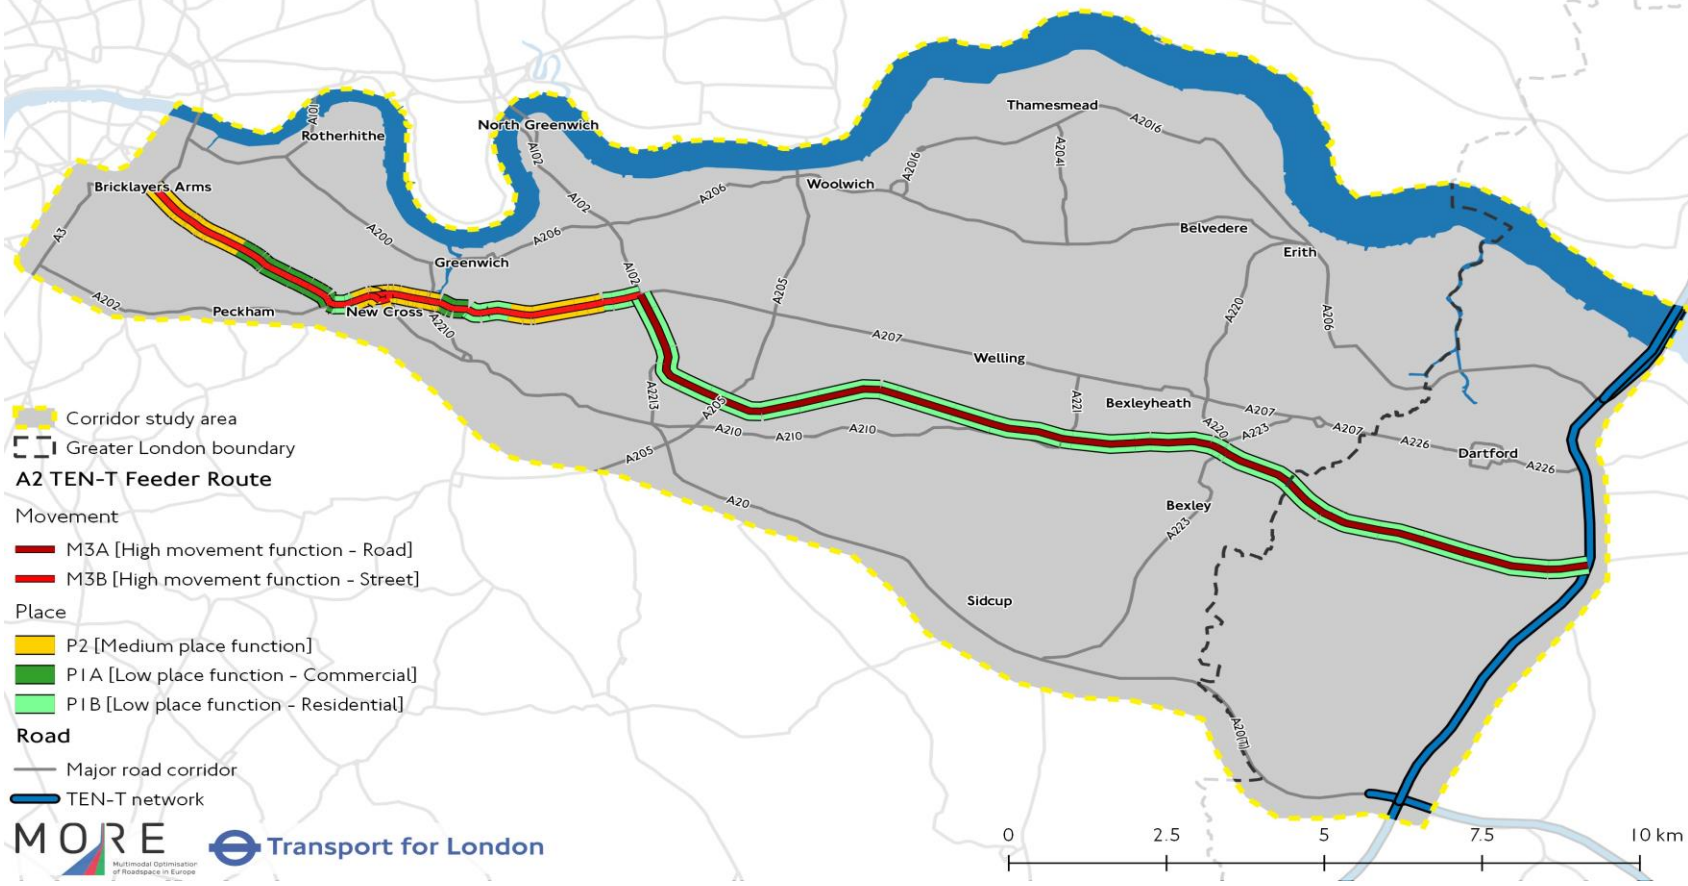 Thamesmead
A2016
A101
Rotherhithe
North Greenwich
A2041
A102
A2016
Bricklayers Arms
Woolwich
A206
A102
A3
A200
A206
Belvedere
Greenwich
Erith
A102
A205
A202
Peckham
New Cross
A2210
A220
A206
A207
Welling
A2213
A221
Bexleyheath
A205
A207
Corridor study area
A210
A210
A210
A220
A223
A207
A226
Greater London boundary
A205
Dartford
A226
A2 TEN-T Feeder Route
A20
Bexley
Movement
A223
M3A [High movement function - Road]
M3B [High movement function - Street]
Sidcup
Place
P2 [Medium place function]
P1A [Low place function - Commercial]
P1B [Low place function - Residential]
Road
A20(T)
Major road corridor
TEN-T network
MORE
Multimodal Optimisation
of Roadspace in Europe
Transport for London
0 2.5 5 7.5 10 km